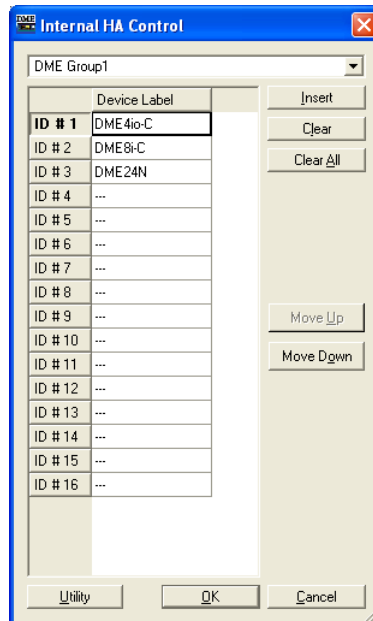 DME Internal HA Control
DME Group1
Device Label
Insert
ID # 1 DME4io-C
Clear
ID # 2 DME8i-C
Clear All
ID # 3 DME24N
ID # 4 ---
ID # 5 ---
ID # 6 ---
ID # 7 ---
ID # 8 ---
ID # 9 ---
Move Up
ID # 10 ---
Move Down
ID # 11 ---
ID # 12 ---
ID # 13 ---
ID # 14 ---
ID # 15 ---
ID # 16 ---
Utility OK Cancel